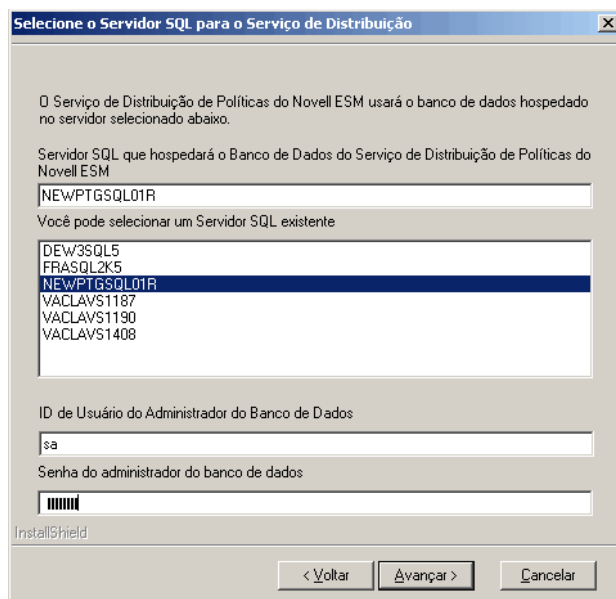 Selecione o Servidor SQL para o Serviço de Distribuição
O Serviço de Distribuição de Políticas do Novell ESM usará o banco de dados hospedado
no servidor selecionado abaixo.
Servidor SQL que hospedará o Banco de Dados do Serviço de Distribuição de Políticas do
Novell ESM
NEWPTGSQL01R
Você pode selecionar um Servidor SQL existente
DEW3SQL5
FRASQL2K5
NEWPTGSQL01R
VACLAVS1187
VACLAVS1190
VACLAVS1408
ID de Usuário do Administrador do Banco de Dados
sa
Senha do administrador do banco de dados
InstallShield
< Voltar
Avançar >
Cancelar